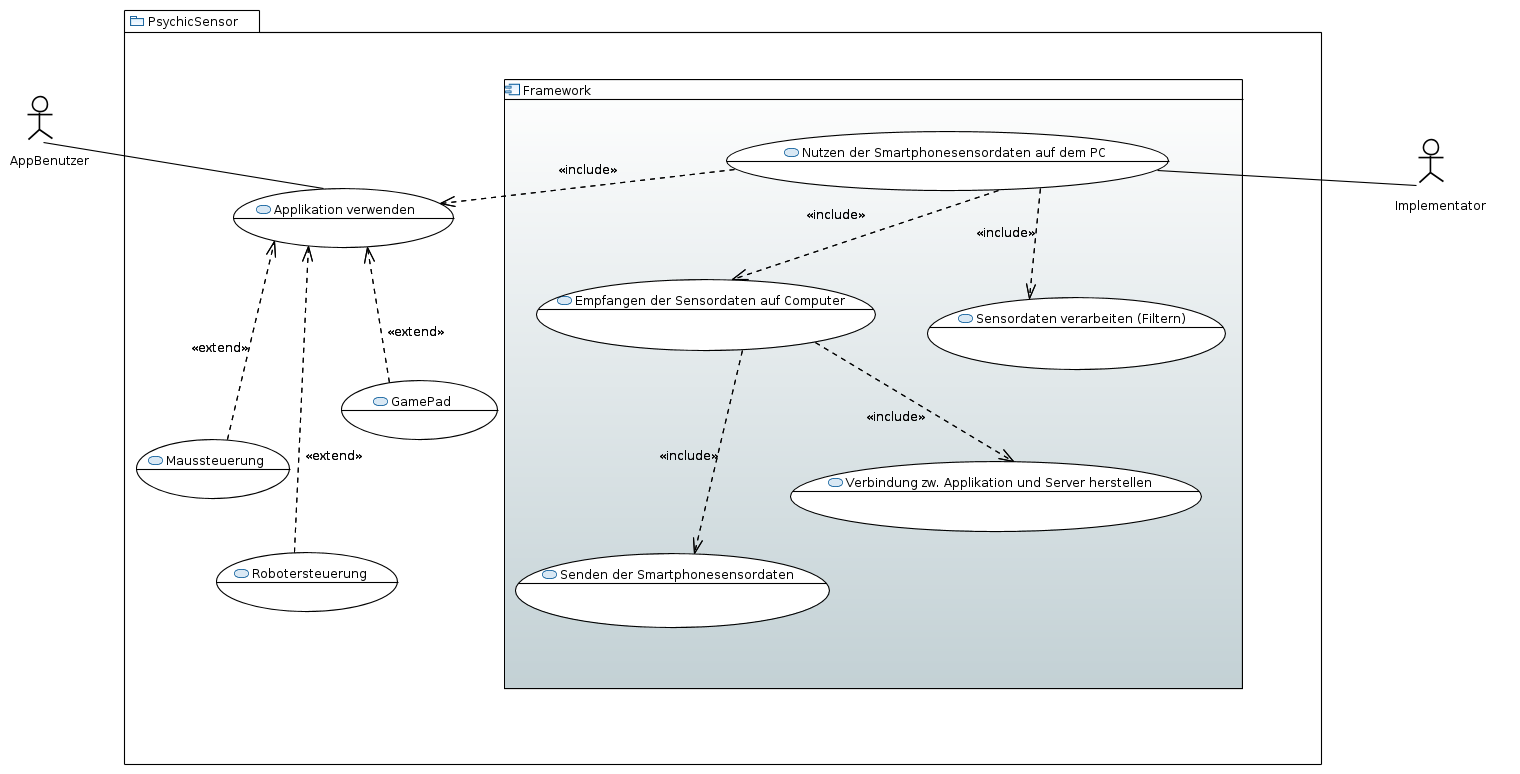 PsychicSensor
Framework
AppBenutzer
Implementator
Nutzen der Smartphonesensordaten auf dem PC
«include»
Applikation verwenden
«include»
«include»
Empfangen der Sensordaten auf Computer
Sensordaten verarbeiten (Filtern)
«extend»
«extend»
GamePad
«include»
Maussteuerung
«extend»
«include»
Verbindung zw. Applikation und Server herstellen
Robotersteuerung
Senden der Smartphonesensordaten